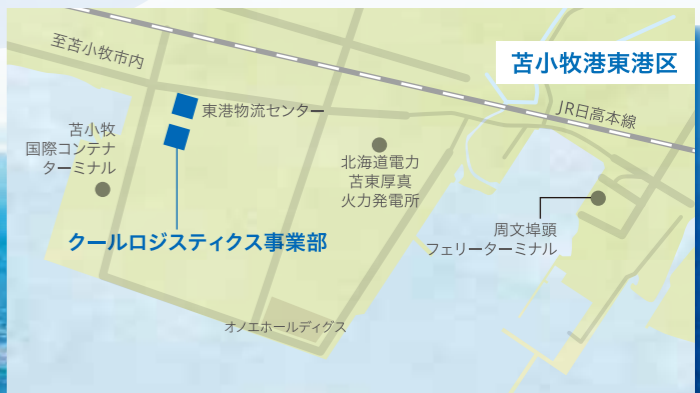 苫小牧港東港区
至苫小牧市内
JR日高本線
東港物流センター
苫小牧
国際コンテナ
ターミナル
北海道電力
苫東厚真
火力発電所
周文埠頭
フェリーターミナル
クールロジスティクス事業部
オノエホールディグス